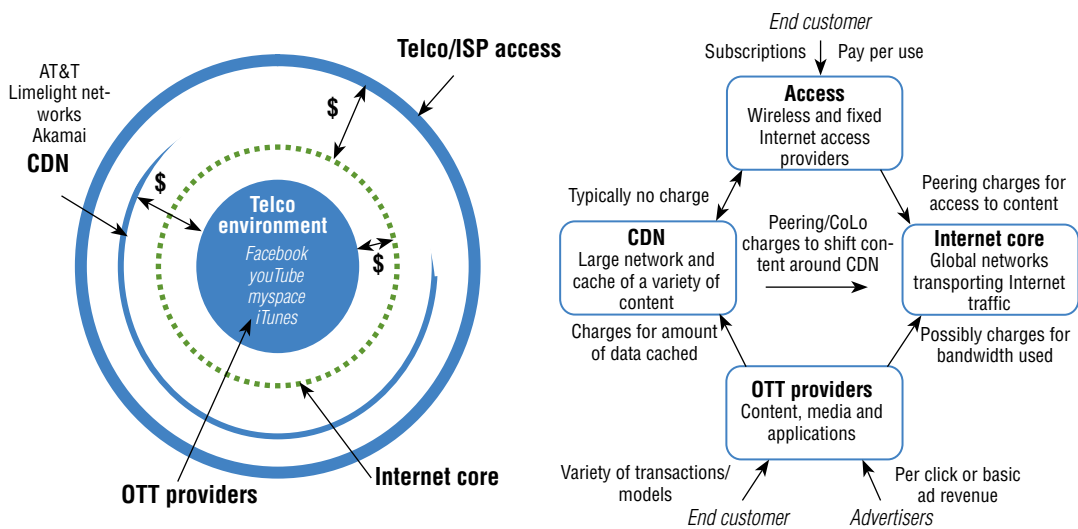 Telco/ISP access
AT&T
Limelight net-
works
Akamai
CDN
$
$
$
Telco
environment
Facebook
youTube
myspace
iTunes
Internet core
OTT providers
End customer
Subscriptions
Pay per use
Access
Wireless and fixed
Internet access
providers
Typically no charge
Peering charges for
access to content
CDN
Large network and
cache of a variety of
content
Peering/CoLo
charges to shift con-
tent around CDN
Internet core
Global networks
transporting Internet
traffic
Charges for amount
of data cached
Possibly charges for
bandwidth used
OTT providers
Content, media and
applications
Variety of transactions/
models
Per click or basic
ad revenue
End customer
Advertisers